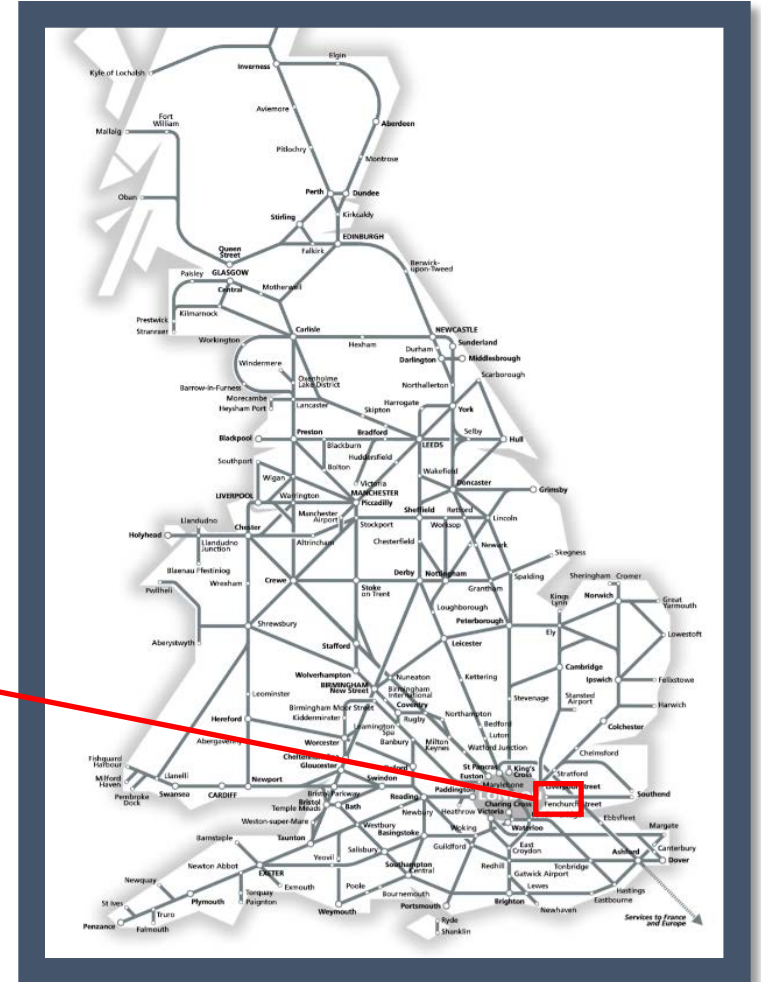 Elgin
Inverness
Kyle of Lochalsh
Aviemore
Fort
William
Mallaig
Aberdeen
Pitlochry
Montrose
Perth
Dundee
Oban
Stirling
Kirkcaldy
EDINBURGH
Queen
Street
Falkirk
Berwick-
upon-Tweed
Paisley
GLASGOW
Central
Motherwell
Prestwick
Kilmarnock
Stranraer
Carlisle
NEWCASTLE
Workington
Hexham
Durham
Sunderland
Darlington
Middlesbrough
Windermere
Oxenholme
Lake District
Northallerton
Scarborough
Barrow-in-Furness
Morecambe
Heysham Port
Lancaster
Harrogate
Skipton
York
Blackpool
Preston
Bradford
LEEDS
Selby
Hull
Blackburn
Huddersfield
Southport
Bolton
Wakefield
Wigan
Victoria
MANCHESTER
Piccadilly
Doncaster
Grimsby
LIVERPOOL
Warrington
Manchester
Airport
Sheffield
Retford
Llandudno
Stockport
Worksop
Lincoln
Holyhead
Llandudno
Junction
Chester
Altrincham
Chesterfield
Newark
Skegness
Blaenau Ffestiniog
Derby
Nottingham
Sheringham
Cromer
Pwllheli
Wrexham
Crewe
Stoke
on Trent
Grantham
Spalding
Kings
Lynn
Norwich
Great
Yarmouth
Loughborough
Peterborough
Shrewsbury
Ely
Lowestoft
Aberystwyth
Stafford
Leicester
Cambridge
Wolverhampton
Nuneaton
Kettering
Ipswich
Felixstowe
BIRMINGHAM
New Street
Birmingham
International
Stansted
Airport
Leominster
Birmingham Moor Street
Coventry
Stevenage
Harwich
Hereford
Kidderminster
Rugby
Northampton
Bedford
Colchester
Leamington
Spa
Abergavenny
Worcester
Banbury
Milton
Keynes
Luton
Watford Junction
Chelmsford
Fishguard
Harbour
Gloucester
St Pancras
King's
Cross
Euston
Stratford
Milford
Haven
Llanelli
Newport
Swindon
Marylebone
Pembroke
Dock
Swansea
CARDIFF
Bristol Parkway
Reading
Paddington
Southend
Bristol
Temple Meads
Bath
Charing Cross
Fenchurch Street
Newbury
Heathrow
Victoria
Ebbsfleet
Weston-super-Mare
Westbury
Basingstoke
Woking
Waterloo
Margate
Barnstaple
Taunton
Salisbury
Guildford
East
Croydon
Canterbury
Yeovil
Redhill
Tonbridge
Ashford
Dover
Newton Abbot
Southampton
Central
Gatwick Airport
Newquay
EXETER
Exmouth
Poole
Bournemouth
Lewes
Hastings
Eastbourne
St Ives
Plymouth
Torquay
Paignton
Weymouth
Portsmouth
Brighton
Newhaven
Truro
Penzance
Falmouth
Ryde
Shanklin
Services to France
and Europe